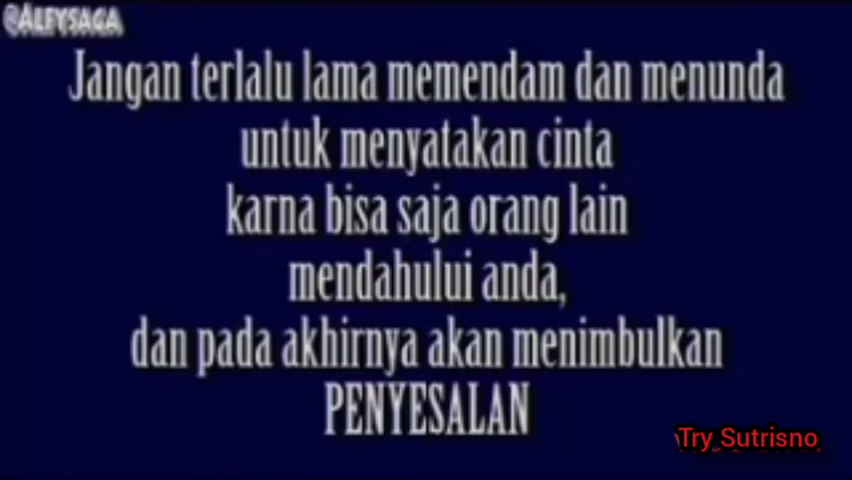 @ALFYSAGA
Jangan terlalu lama memendam dan menunda
untuk menyatakan cinta
karna bisa saja orang lain
mendahului anda,
dan pada akhirnya akan menimbulkan
PENYESALAN
Try_Sutrisno